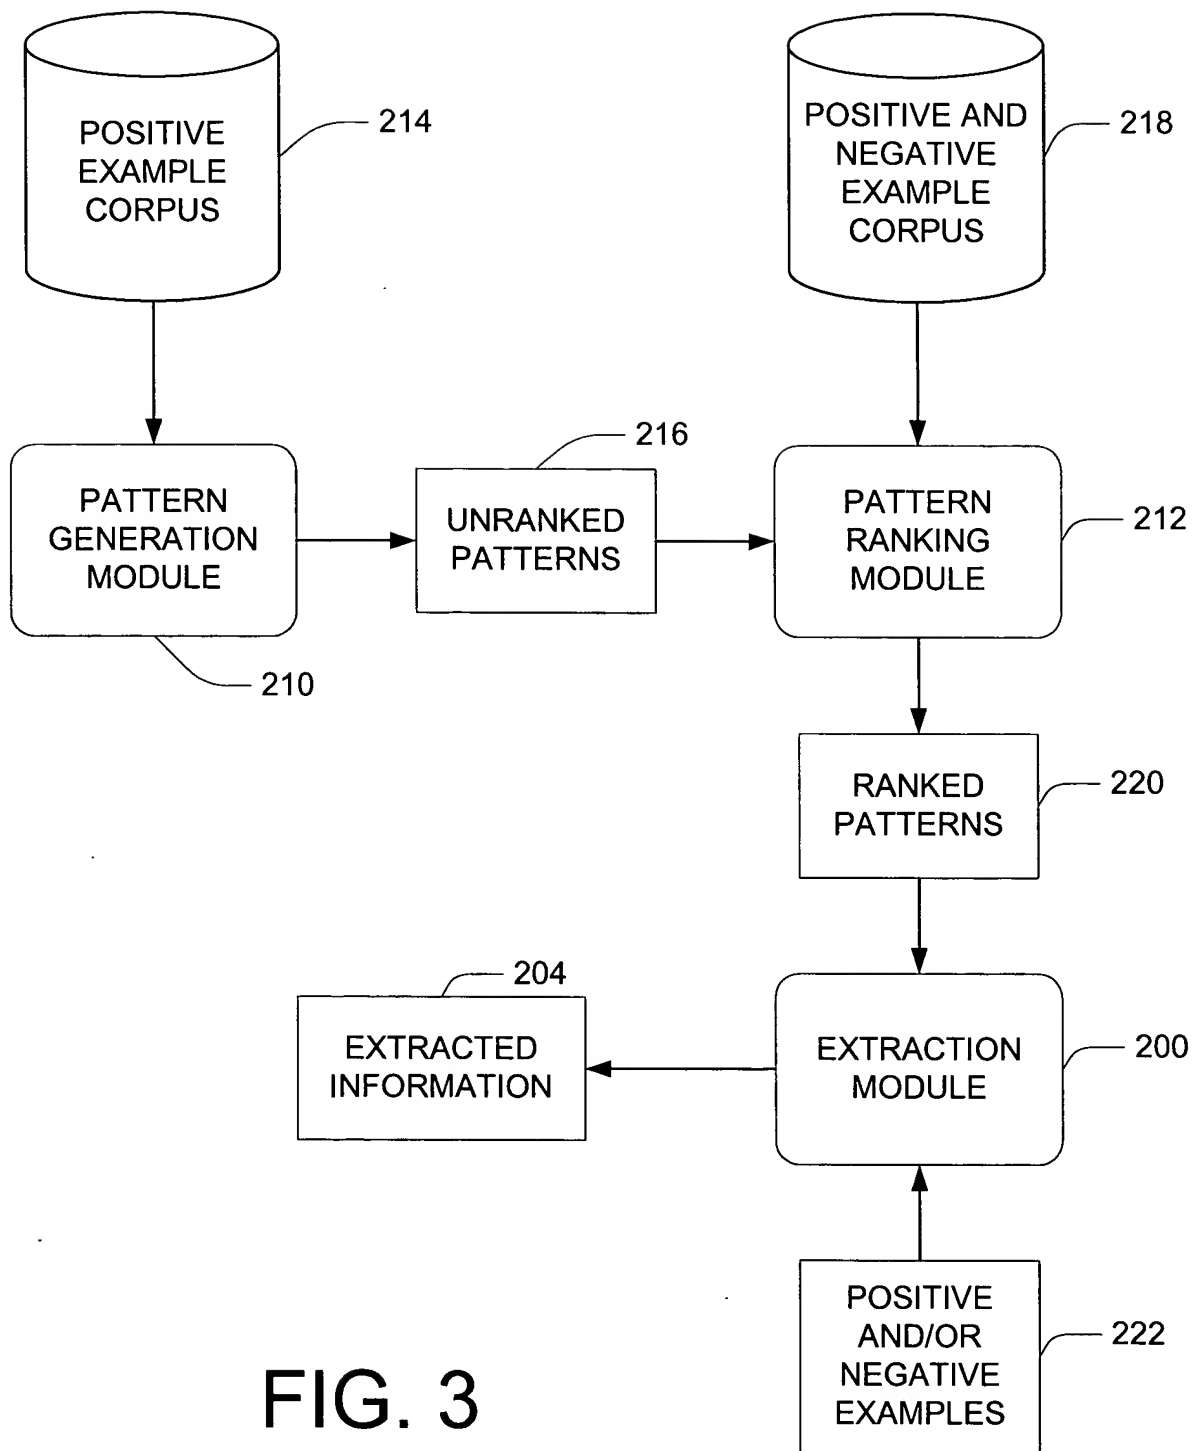 POSITIVE
EXAMPLE
CORPUS
214
POSITIVE AND
NEGATIVE
EXAMPLE
CORPUS
218
PATTERN
GENERATION
MODULE
210
216
UNRANKED
PATTERNS
PATTERN
RANKING
MODULE
212
RANKED
PATTERNS
220
204
EXTRACTED
INFORMATION
EXTRACTION
MODULE
200
POSITIVE
AND/OR
NEGATIVE
EXAMPLES
222
FIG. 3